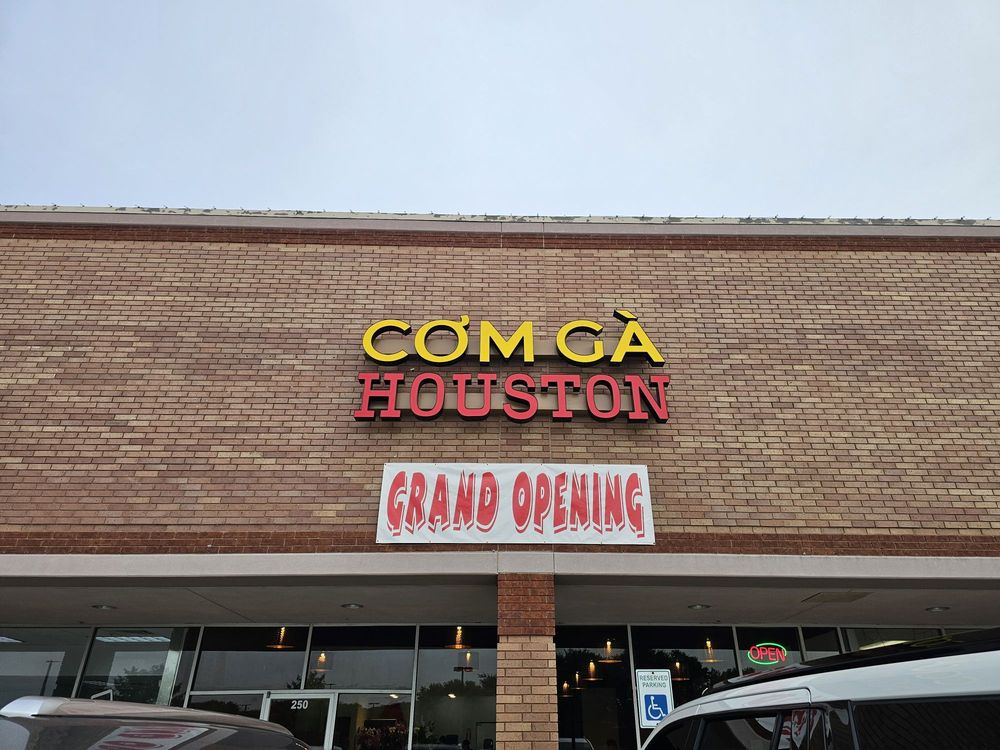 CƠM GÀ
HOUSTON
GRAND OPENING
OPEN
RESERVED
PARKING
250